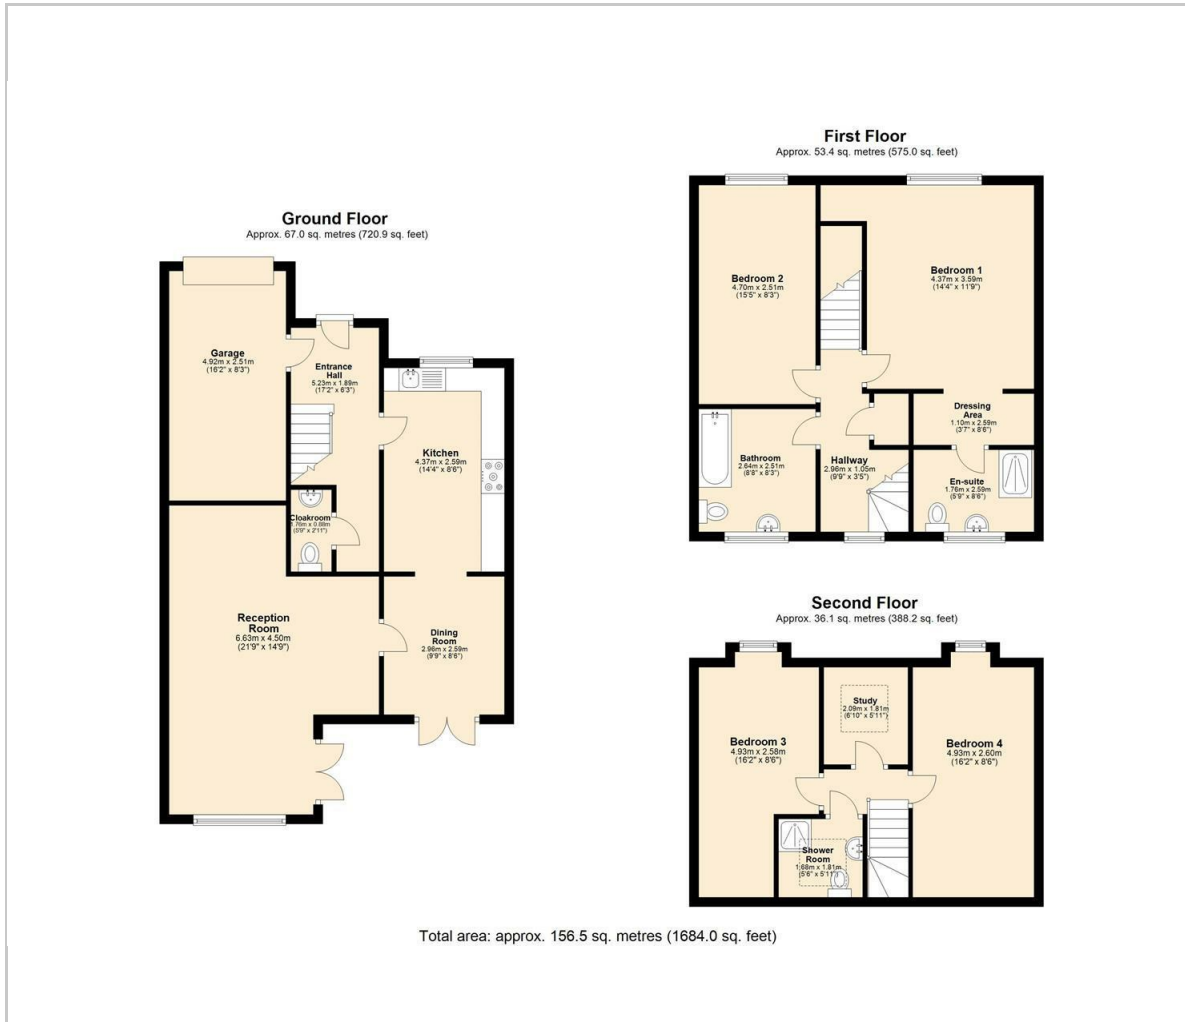 Ground Floor
Approx. 67.0 sq. metres (720.9 sq. feet)
Garage
4.92m x 2.51m
(16'2" x 8'3")
Entrance
Hall
5.23m x 1.89m
(17'2" x 6'3")
Kitchen
4.37m x 2.59m
(14'4" x 8'6")
Cloakroom
1.76m x 0.88m
(5'9" x 2'11")
Reception
Room
6.63m x 4.50m
(21'9" x 14'9")
Dining
Room
2.96m x 2.59m
(9'9" x 8'6")
First Floor
Approx. 53.4 sq. metres (575.0 sq. feet)
Bedroom 2
4.70m x 2.51m
(15'5" x 8'3")
Bedroom 1
4.37m x 3.59m
(14'4" x 11'9")
Dressing
Area
1.10m x 2.59m
(3'7" x 8'6")
Bathroom
2.64m x 2.51m
(8'8" x 8'3")
Hallway
2.96m x 1.05m
(9'9" x 3'5")
En-suite
1.76m x 2.59m
(5'9" x 8'6")
Second Floor
Approx. 36.1 sq. metres (388.2 sq. feet)
Study
2.09m x 1.81m
(6'10" x 5'11")
Bedroom 3
4.93m x 2.58m
(16'2" x 8'6")
Bedroom 4
4.93m x 2.60m
(16'2" x 8'6")
Shower
Room
1.68m x 1.81m
(5'6" x 5'11")
Total area: approx. 156.5 sq. metres (1684.0 sq. feet)